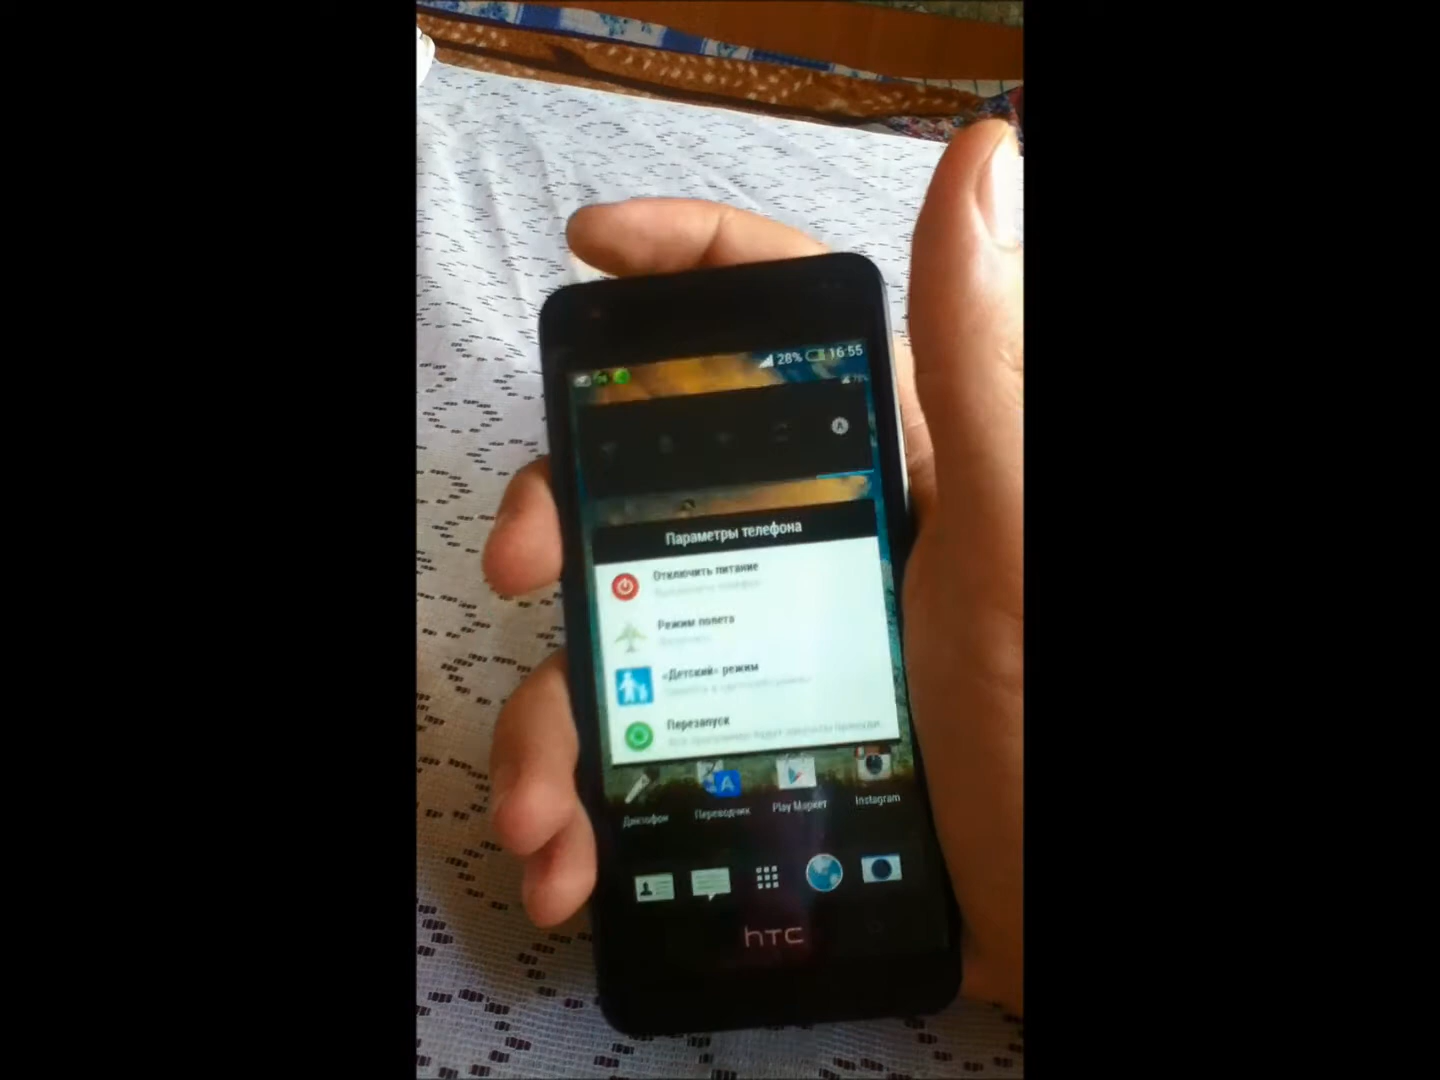 28% 16:55
Параметры телефона
Отключить питание
Режим полета
«Детский» режим
Перезапуск
Диктофон Переводчик Play Маркет Instagram
hTC